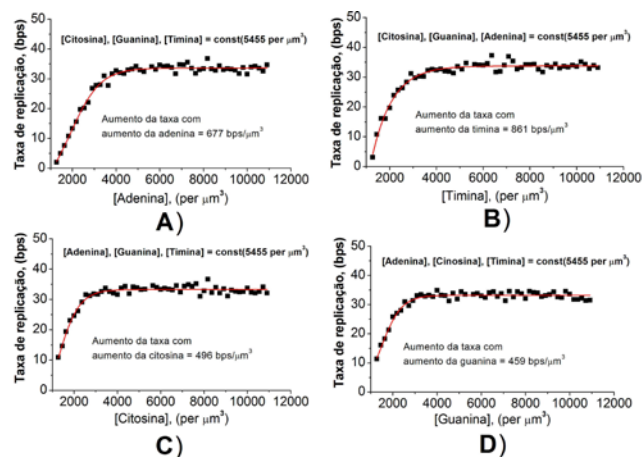 [Citosina], [Guanina], [Timina] = const(5455 per μm³)
Taxa de replicação, (bps)
50
40
30
20
10
0
Aumento da taxa com
aumento da adenina = 677 bps/μm³
2000 4000 6000 8000 10000 12000
[Adenina], (per μm³)
A)
[Citosina], [Guanina], [Adenina] = const(5455 per μm³)
Taxa de replicação, (bps)
50
40
30
20
10
0
Aumento da taxa com
aumento da timina = 861 bps/μm³
2000 4000 6000 8000 10000 12000
[Timina], (per μm³)
B)
[Adenina], [Guanina], [Timina] = const(5455 per μm³)
Taxa de replicação, (bps)
50
40
30
20
10
0
Aumento da taxa com
aumento da citosina = 496 bps/μm³
2000 4000 6000 8000 10000 12000
[Citosina], (per μm³)
C)
[Adenina], [Cinosina], [Timina] = const(5455 per μm³)
Taxa de replicação, (bps)
50
40
30
20
10
0
Aumento da taxa com
aumento da guanina = 459 bps/μm³
2000 4000 6000 8000 10000 12000
[Guanina], (per μm³)
D)